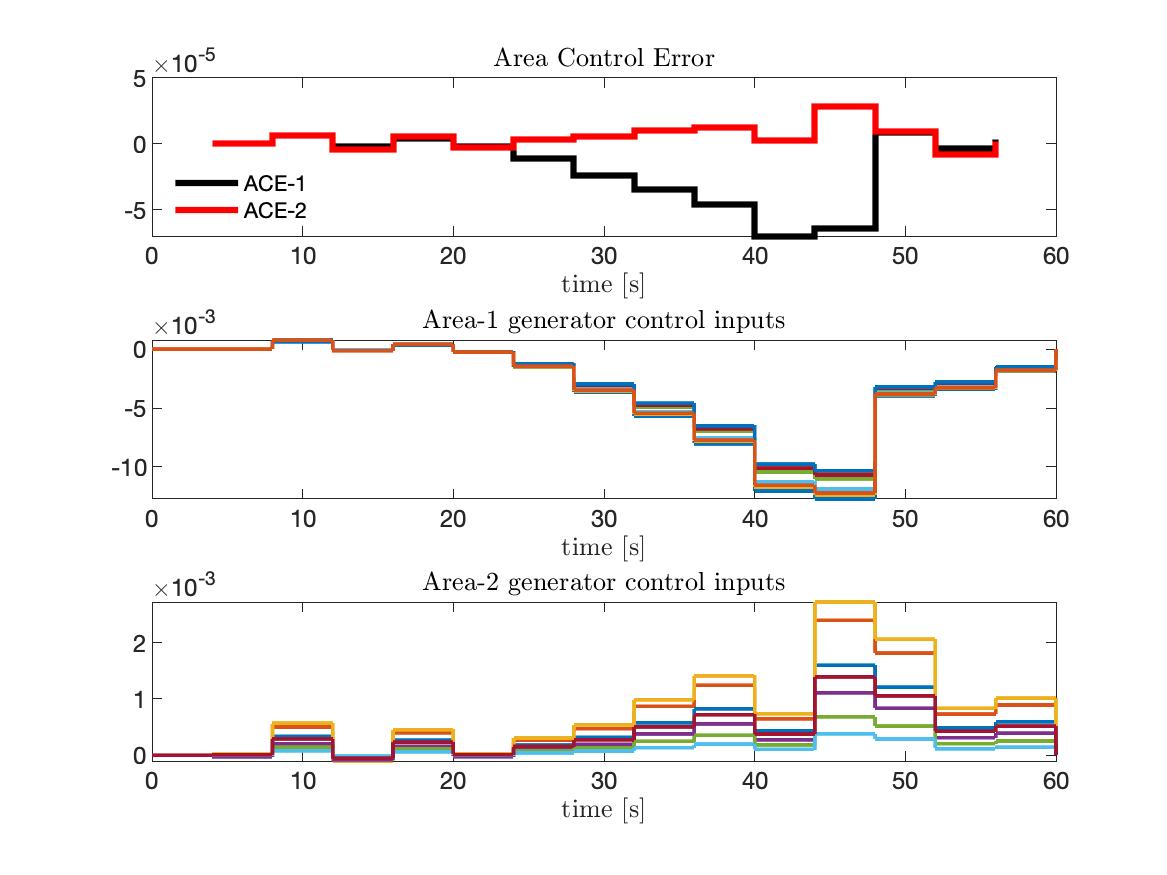 ×10-5
Area Control Error
5
0
-5
ACE-1
ACE-2
0 10 20 30 40 50 60
time [s]
×10-3
Area-1 generator control inputs
0
-5
-10
0 10 20 30 40 50 60
time [s]
×10-3
Area-2 generator control inputs
2
1
0
0 10 20 30 40 50 60
time [s]